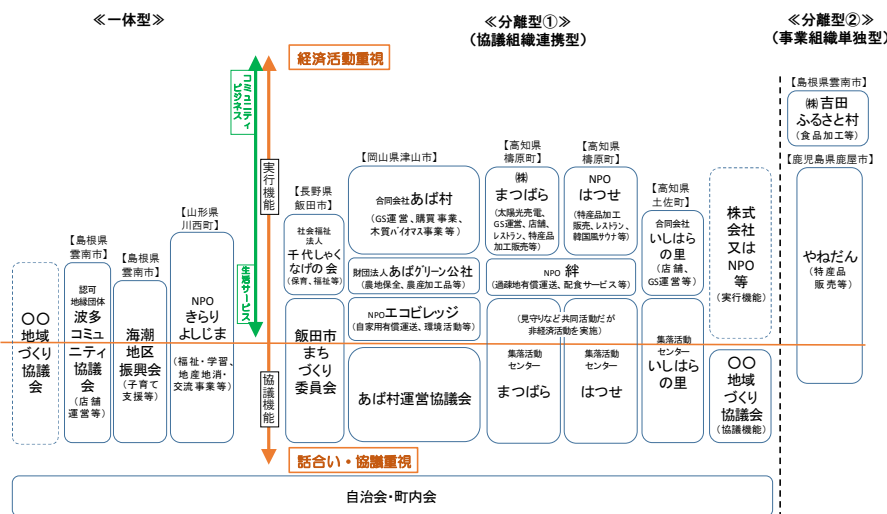 ≪一体型≫
≪分離型①≫
(協議組織連携型)
≪分離型②≫
(事業組織単独型)
経済活動重視
コミュニティ
ビジネス
生活サービス
実行機能
協議機能
話合い・協議重視
〇〇
地域
づくり
協議
会
【島根県
雲南市】
認可
地縁団体
波多
コミュ
ニティ
協議
会
(店舗
運営等)
【島根県
雲南市】
海潮
地区
振興会
(子育て
支援等)
【山形県
川西町】
NPO
きらり
よしじま
(福祉・学習、
地産地消・
交流事業等)
【長野県
飯田市】
社会福祉
法人
千代しゃく
なげの会
(保育、福祉等)
飯田市
まち
づくり
委員会
【岡山県津山市】
合同会社あば村
(GS運営、購買事業、
木質バイオマス事業等)
財団法人あばグリーン公社
(農地保全、農産加工品等)
NPOエコビレッジ
(自家用有償運送、環境活動等)
あば村運営協議会
【高知県
檮原町】
㈱
まつばら
(太陽光売電、
GS運営、店舗、
レストラン、特産品
加工販売等)
【高知県
檮原町】
NPO
はつせ
(特産品加工
販売、レストラン、
韓国風サウナ等)
NPO 絆
(過疎地有償運送、配食サービス等)
(見守りなど共同活動だが
非経済活動を実施)
集落活動
センター
まつばら
集落活動
センター
はつせ
【高知県
土佐町】
合同会社
いしはら
の里
(店舗、
GS運営等)
集落活動
センター
いしはら
の里
株式
会社
又は
NPO
等
(実行機能)
〇〇
地域
づくり
協議会
(協議機能)
【島根県雲南市】
㈱吉田
ふるさと村
(食品加工等)
【鹿児島県鹿屋市】
やねだん
(特産品
販売等)
自治会・町内会